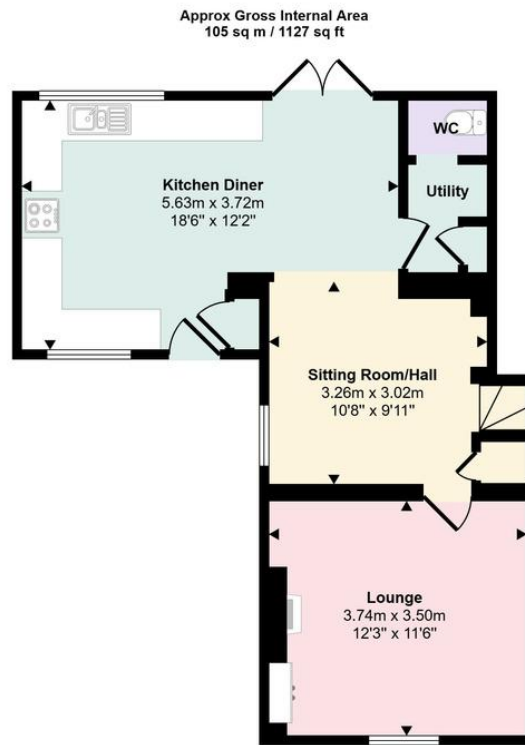 Approx Gross Internal Area
105 sq m / 1127 sq ft
WC
Kitchen Diner
5.63m x 3.72m
18'6" x 12'2"
Utility
Sitting Room/Hall
3.26m x 3.02m
10'8" x 9'11"
Lounge
3.74m x 3.50m
12'3" x 11'6"